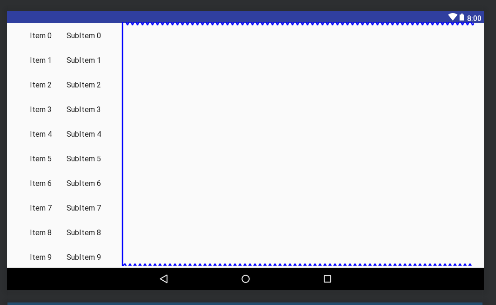 8:00
Item 0 SubItem 0
Item 1 SubItem 1
Item 2 SubItem 2
Item 3 SubItem 3
Item 4 SubItem 4
Item 5 SubItem 5
Item 6 SubItem 6
Item 7 SubItem 7
Item 8 SubItem 8
Item 9 SubItem 9